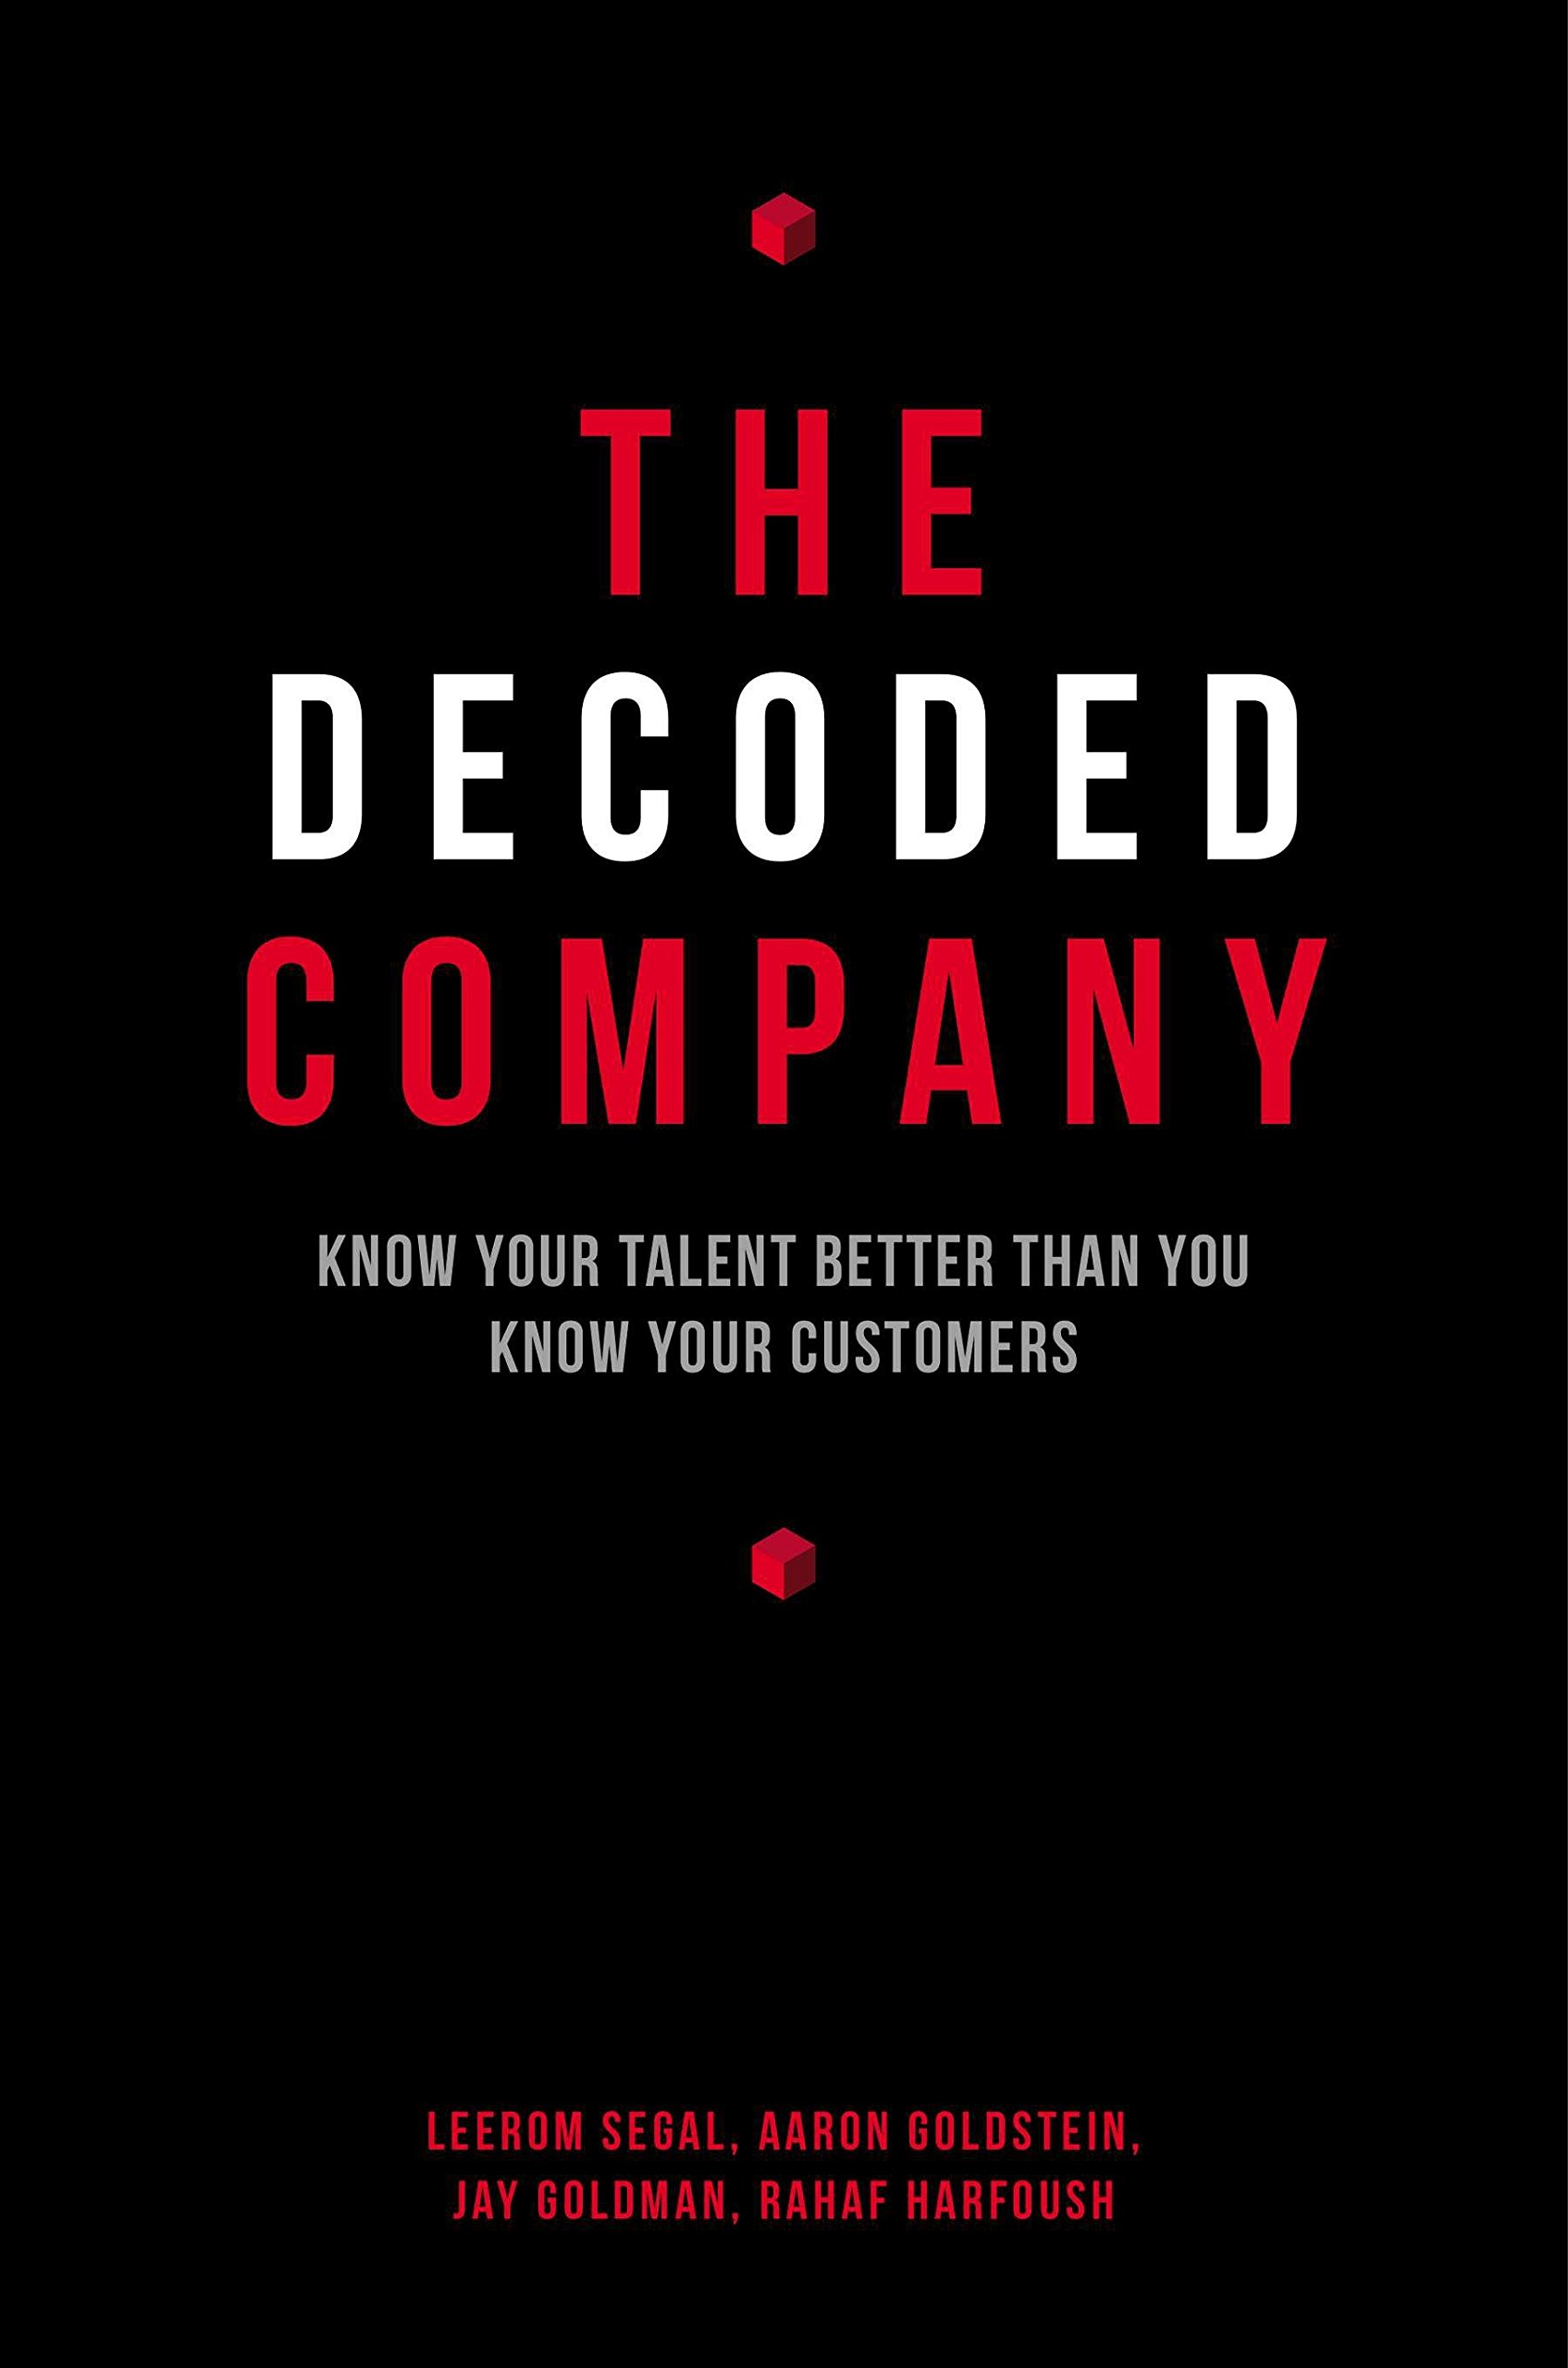 THE
DECODED
COMPANY
KNOW YOUR TALENT BETTER THAN YOU
KNOW YOUR CUSTOMERS
LEEROM SEGAL, AARON GOLDSTEIN,
JAY GOLDMAN, RAHAF HARFOUSH